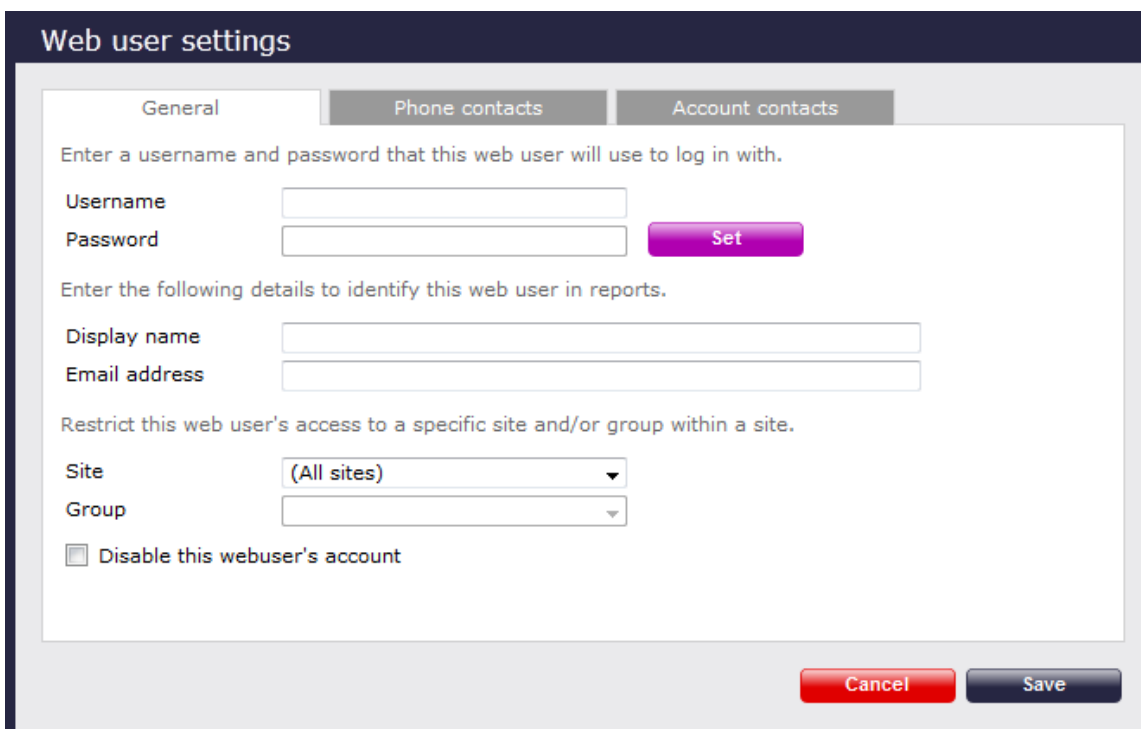 Web user settings
General Phone contacts Account contacts
Enter a username and password that this web user will use to log in with.
Username
Password Set
Enter the following details to identify this web user in reports.
Display name
Email address
Restrict this web user's access to a specific site and/or group within a site.
Site (All sites)
Group
Disable this webuser's account
Cancel Save